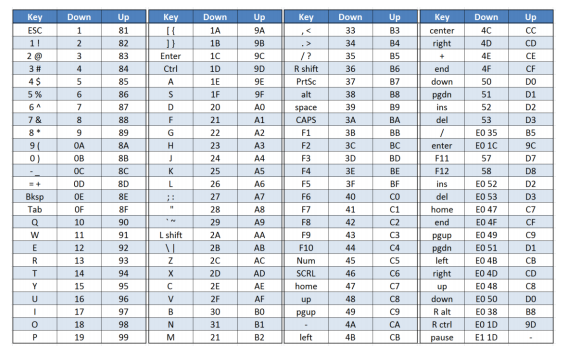 Key Down Up Key Down Up Key Down Up Key Down Up
ESC 1 81 [ { 1A 9A , < 33 B3 center 4C CC
1 ! 2 82 ] } 1B 9B . > 34 B4 right 4D CD
2 @ 3 83 Enter 1C 9C / ? 35 B5 + 4E CE
3 # 4 84 Ctrl 1D 9D R shift 36 B6 end 4F CF
4 $ 5 85 A 1E 9E PrtSc 37 B7 down 50 D0
5 % 6 86 S 1F 9F alt 38 B8 pgdn 51 D1
6 ^ 7 87 D 20 A0 space 39 B9 ins 52 D2
7 & 8 88 F 21 A1 CAPS 3A BA del 53 D3
8 * 9 89 G 22 A2 F1 3B BB / E0 35 B5
9 ( 0A 8A H 23 A3 F2 3C BC enter E0 1C 9C
0 ) 0B 8B J 24 A4 F3 3D BD F11 57 D7
- _ 0C 8C K 25 A5 F4 3E BE F12 58 D8
= + 0D 8D L 26 A6 F5 3F BF ins E0 52 D2
Bksp 0E 8E ; : 27 A7 F6 40 C0 del E0 53 D3
Tab 0F 8F " 28 A8 F7 41 C1 home E0 47 C7
Q 10 90 ` ~ 29 A9 F8 42 C2 end E0 4F CF
W 11 91 L shift 2A AA F9 43 C3 pgup E0 49 C9
E 12 92 \ | 2B AB F10 44 C4 pgdn E0 51 D1
R 13 93 Z 2C AC Num 45 C5 left E0 4B CB
T 14 94 X 2D AD SCRL 46 C6 right E0 4D CD
Y 15 95 C 2E AE home 47 C7 up E0 48 C8
U 16 96 V 2F AF up 48 C8 down E0 50 D0
I 17 97 B 30 B0 pgup 49 C9 R alt E0 38 B8
O 18 98 N 31 B1 - 4A CA R ctrl E0 1D 9D
P 19 99 M 21 B2 left 4B CB pause E1 1D -